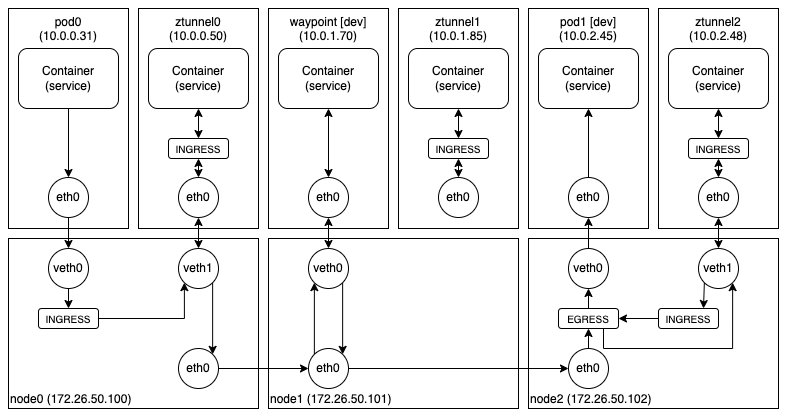 pod0
(10.0.0.31)
ztunnel0
(10.0.0.50)
waypoint [dev]
(10.0.1.70)
ztunnel1
(10.0.1.85)
pod1 [dev]
(10.0.2.45)
ztunnel2
(10.0.2.48)
Container
(service)
Container
(service)
Container
(service)
Container
(service)
Container
(service)
Container
(service)
INGRESS
INGRESS
INGRESS
eth0
eth0
eth0
eth0
eth0
eth0
veth0
veth1
veth0
veth0
veth1
INGRESS
EGRESS
INGRESS
eth0
eth0
eth0
node0 (172.26.50.100)
node1 (172.26.50.101)
node2 (172.26.50.102)